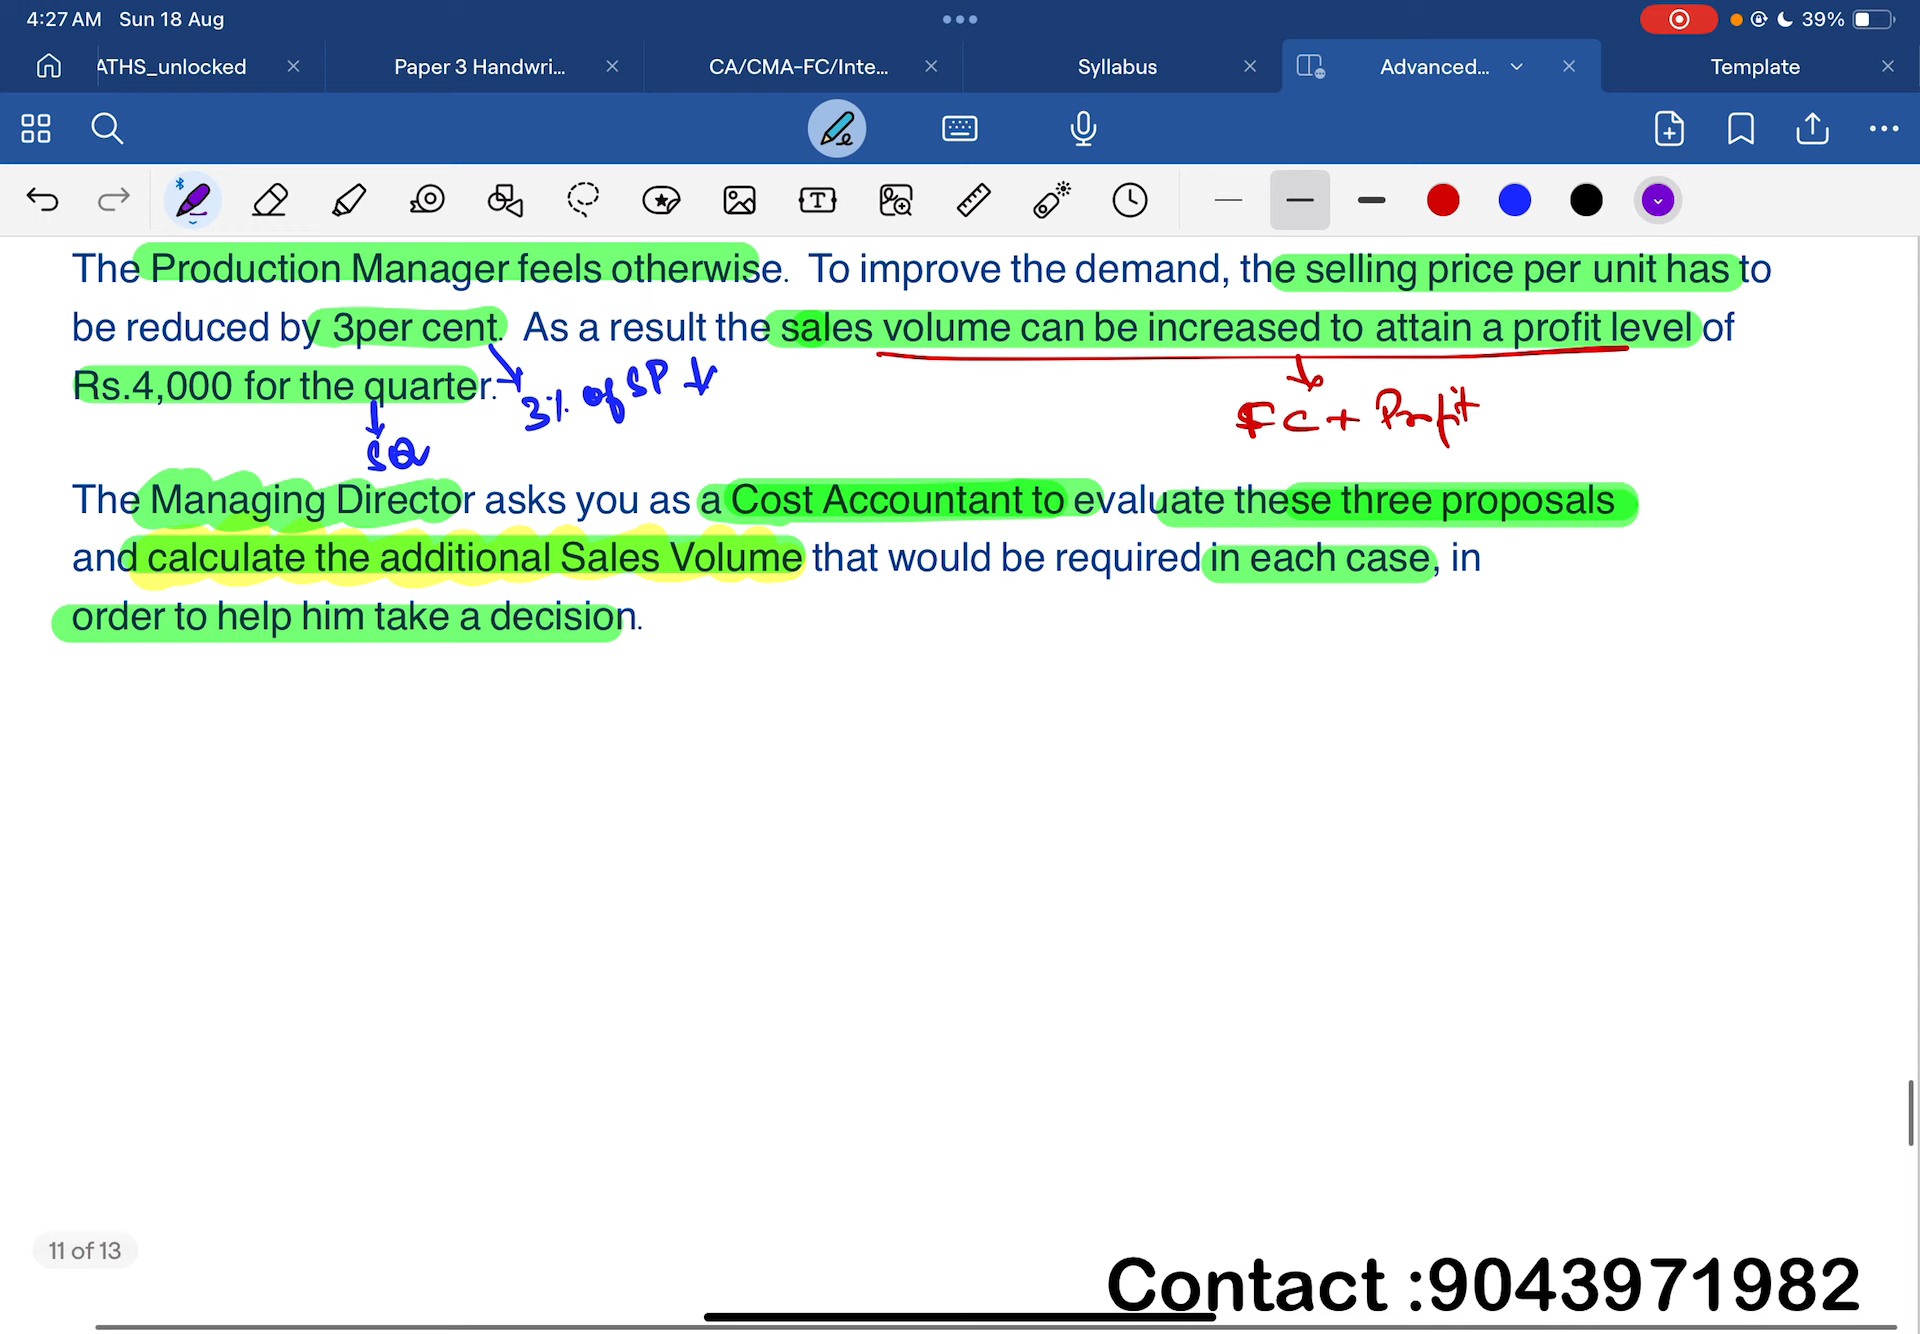 4:27 AM Sun 18 Aug
39%
ATHS_unlocked
Paper 3 Handwri...
CA/CMA-FC/Inte...
Syllabus
Advanced...
Template
The Production Manager feels otherwise. To improve the demand, the selling price per unit has to
be reduced by 3per cent. As a result the sales volume can be increased to attain a profit level of
Rs.4,000 for the quarter.
3% of SP ↓
FC + Profit
SQ
The Managing Director asks you as a Cost Accountant to evaluate these three proposals
and calculate the additional Sales Volume that would be required in each case, in
order to help him take a decision.
11 of 13
Contact :9043971982